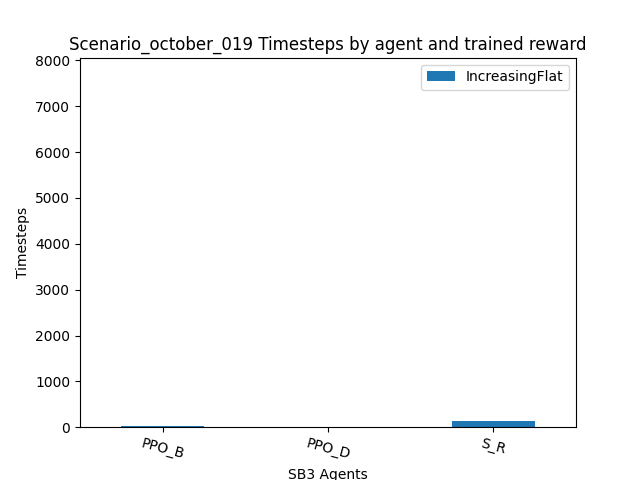 Scenario_october_019 Timesteps by agent and trained reward
IncreasingFlat
8000
7000
6000
5000
4000
3000
2000
1000
0
Timesteps
PPO_B
PPO_D
S_R
SB3 Agents